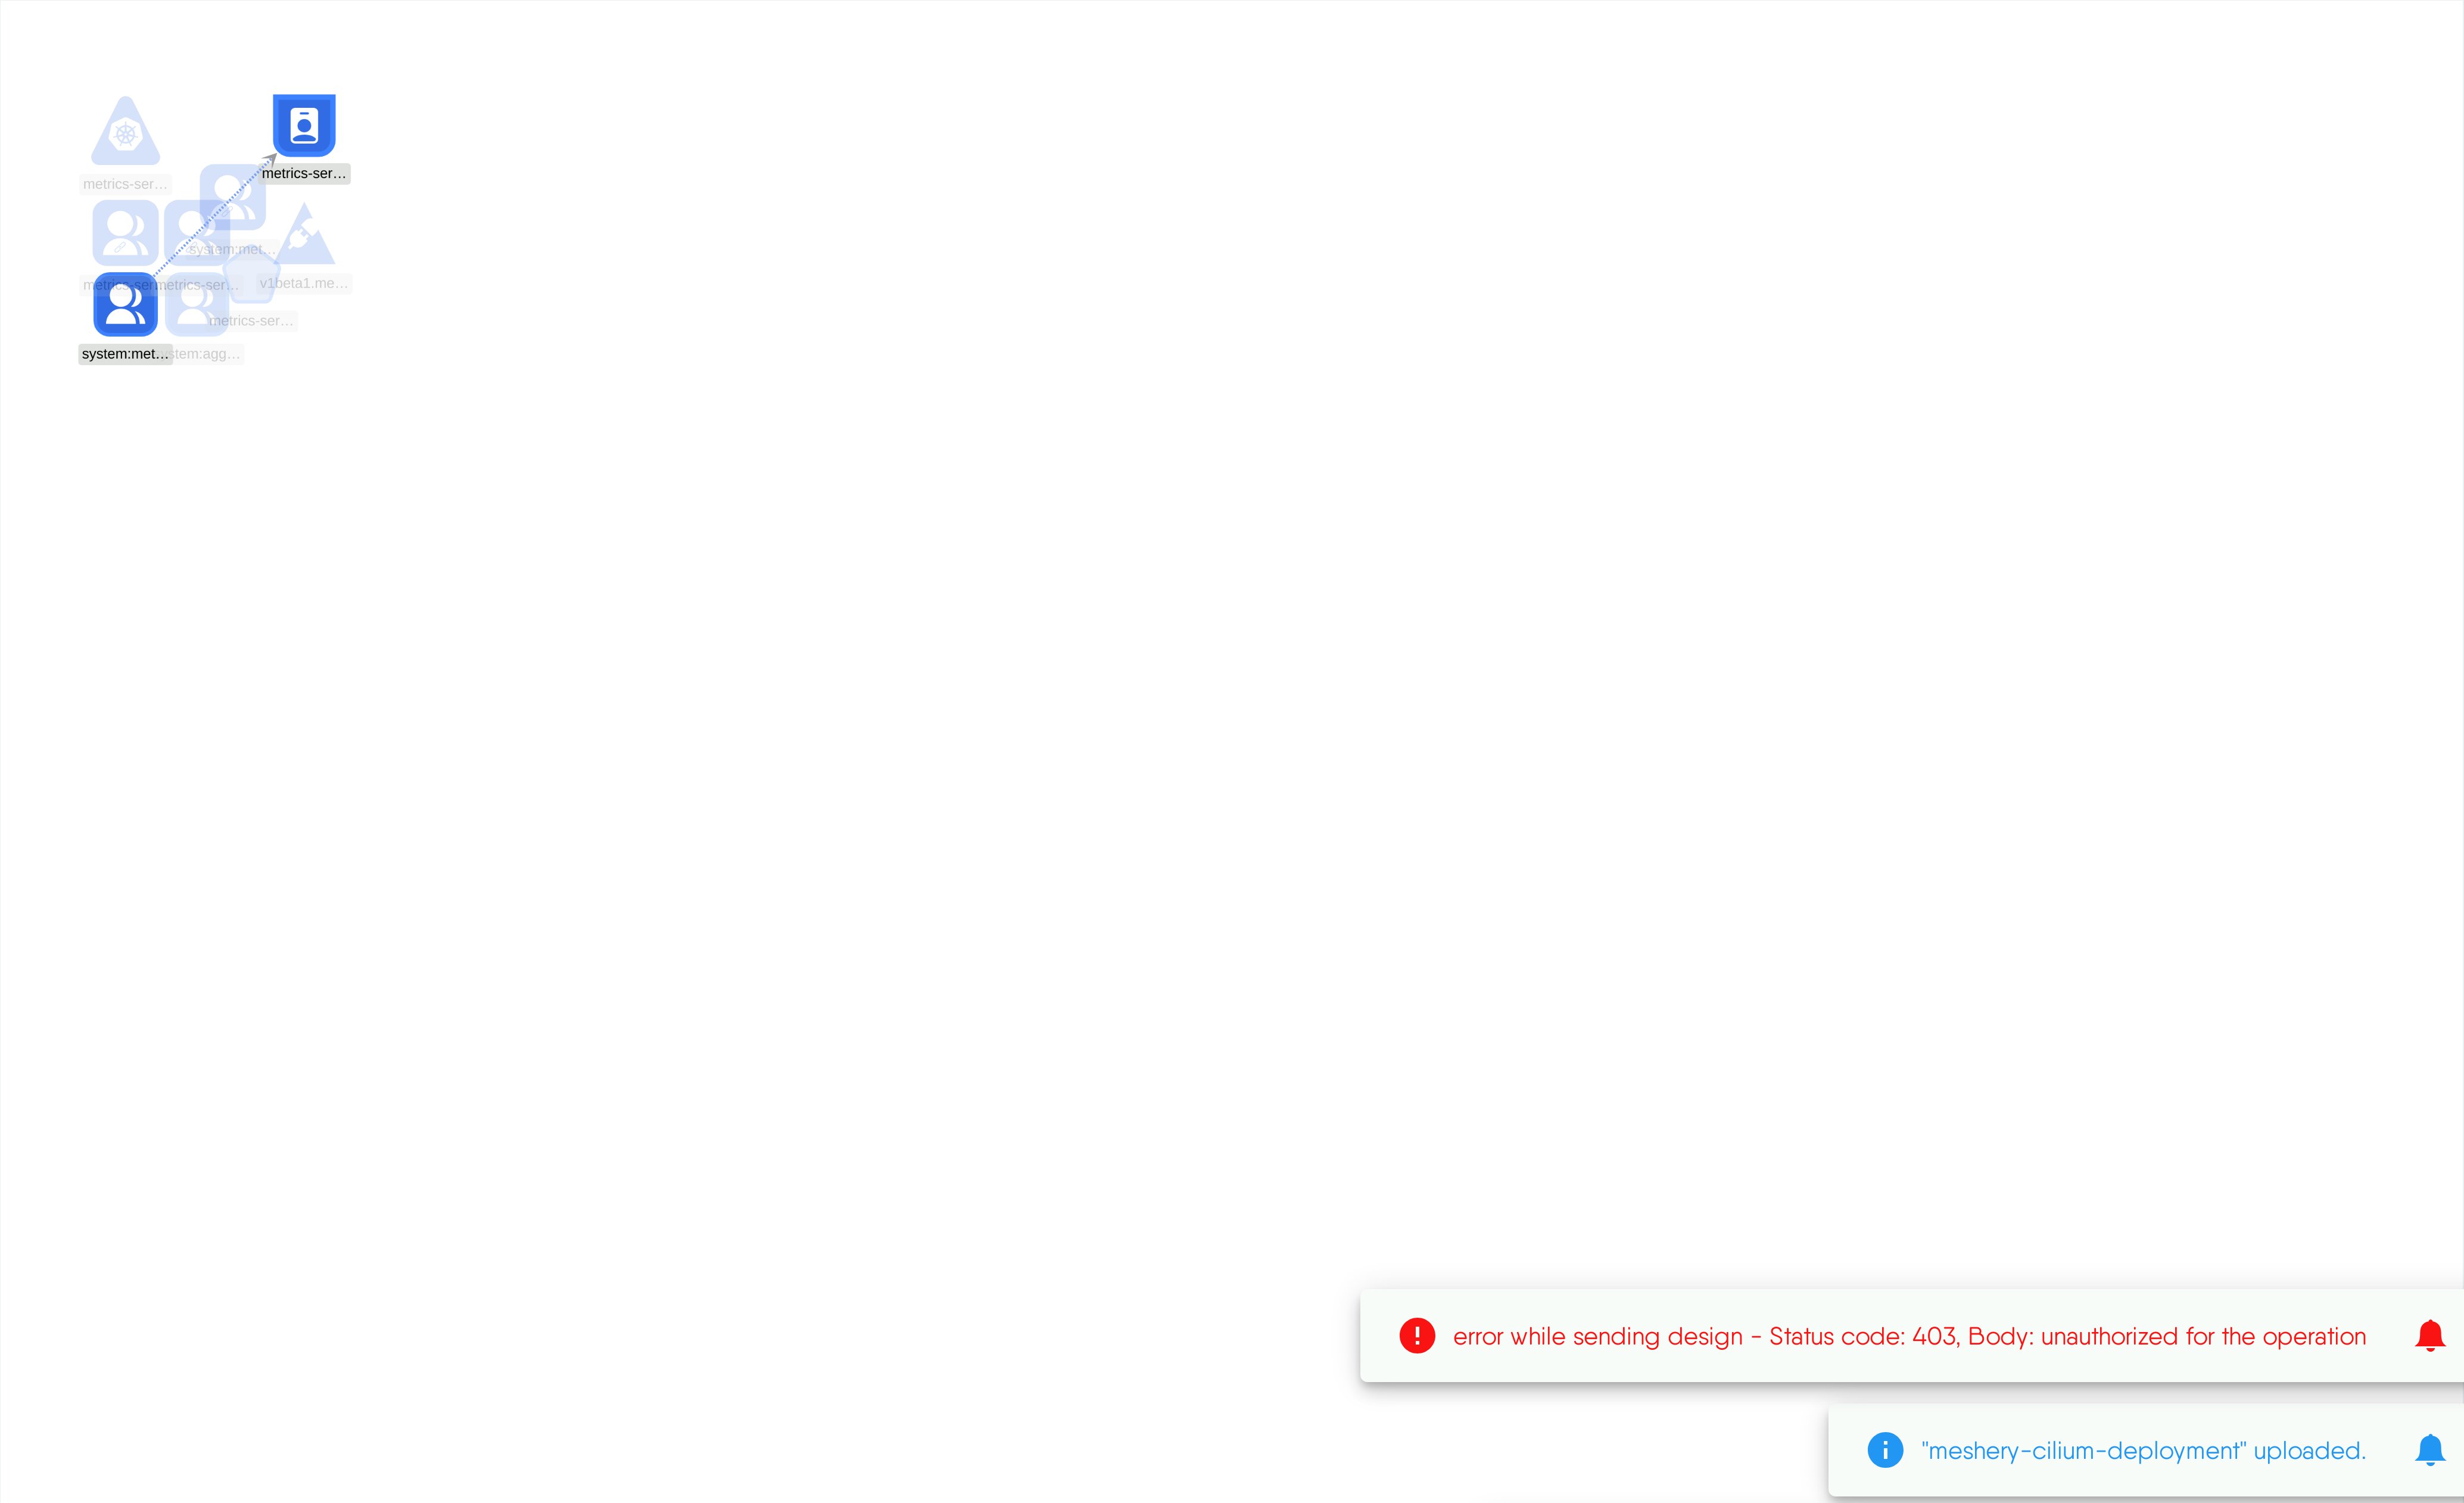 metrics-ser...
metrics-ser...
system:met...
metrics-ser...
metrics-ser...
v1beta1.me...
metrics-ser...
system:met...
stem:agg...
error while sending design - Status code: 403, Body: unauthorized for the operation
"meshery-cilium-deployment" uploaded.